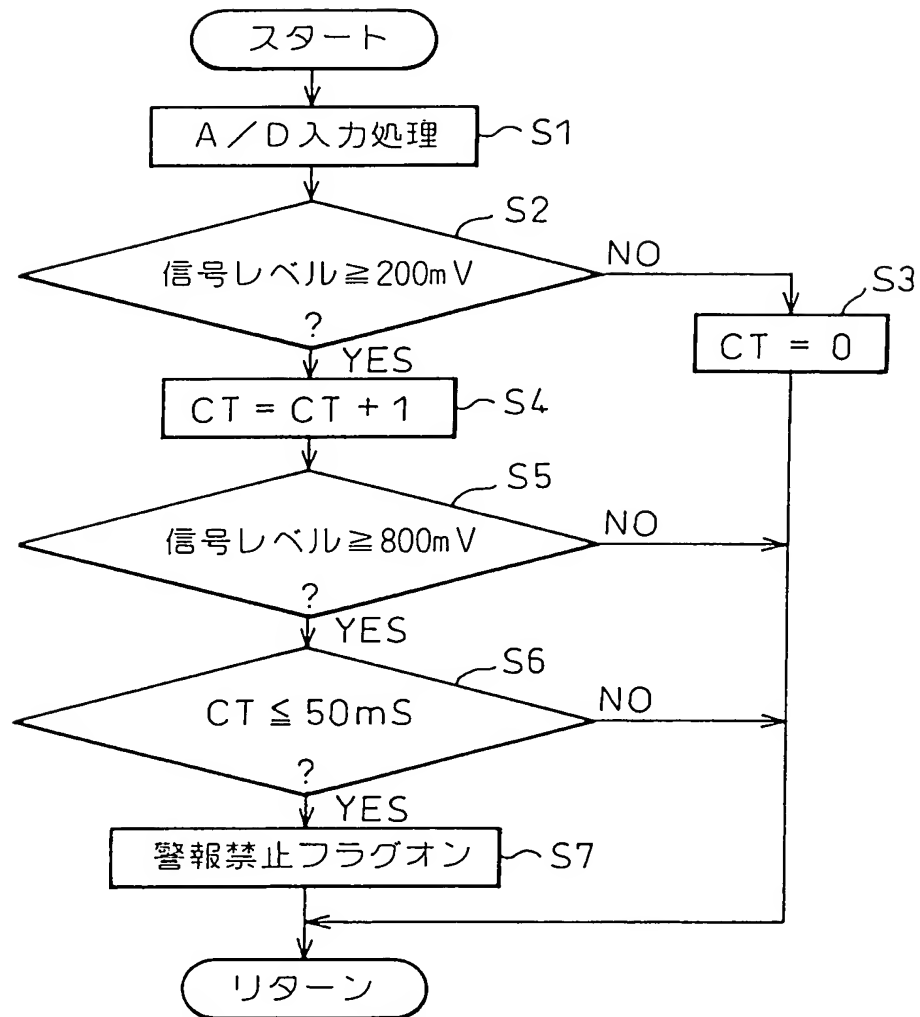 スタート
A/D入力処理
S1
S2
信号レベル≧200mV
?
NO
YES
S3
CT = 0
CT = CT + 1
S4
S5
信号レベル≧800mV
?
NO
YES
S6
CT≦50mS
?
NO
YES
警報禁止フラグオン
S7
リターン